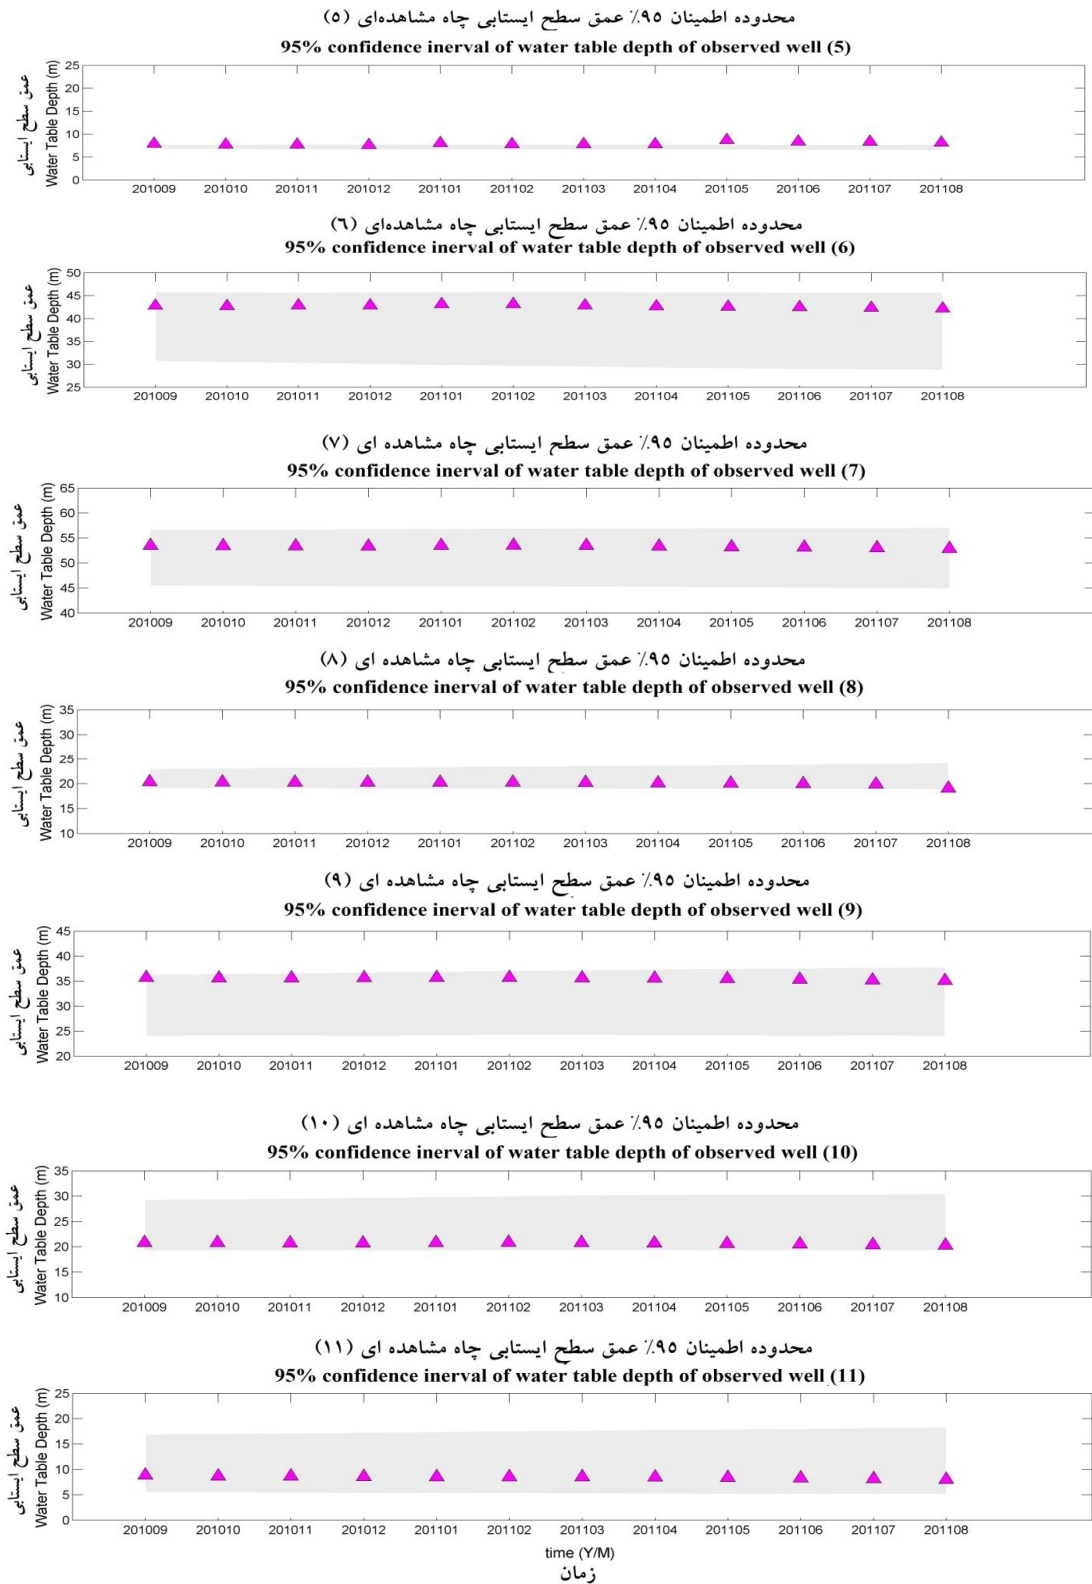 محدوده اطمینان ۹۵٪ عمق سطح ایستابی چاه مشاهده‌ای (۵)
95% confidence inerval of water table depth of observed well (5)
عمق سطح ایستابی
Water Table Depth (m)
25
20
15
10
5
0
201009 201010 201011 201012 201101 201102 201103 201104 201105 201106 201107 201108
محدوده اطمینان ۹۵٪ عمق سطح ایستابی چاه مشاهده‌ای (۶)
95% confidence inerval of water table depth of observed well (6)
عمق سطح ایستابی
Water Table Depth (m)
50
45
40
35
30
25
201009 201010 201011 201012 201101 201102 201103 201104 201105 201106 201107 201108
محدوده اطمینان ۹۵٪ عمق سطح ایستابی چاه مشاهده ای (۷)
95% confidence inerval of water table depth of observed well (7)
عمق سطح ایستابی
Water Table Depth (m)
65
60
55
50
45
40
201009 201010 201011 201012 201101 201102 201103 201104 201105 201106 201107 201108
محدوده اطمینان ۹۵٪ عمق سطح ایستابی چاه مشاهده ای (۸)
95% confidence inerval of water table depth of observed well (8)
عمق سطح ایستابی
Water Table Depth (m)
35
30
25
20
15
10
201009 201010 201011 201012 201101 201102 201103 201104 201105 201106 201107 201108
محدوده اطمینان ۹۵٪ عمق سطح ایستابی چاه مشاهده ای (۹)
95% confidence inerval of water table depth of observed well (9)
عمق سطح ایستابی
Water Table Depth (m)
45
40
35
30
25
20
201009 201010 201011 201012 201101 201102 201103 201104 201105 201106 201107 201108
محدوده اطمینان ۹۵٪ عمق سطح ایستابی چاه مشاهده ای (۱۰)
95% confidence inerval of water table depth of observed well (10)
عمق سطح ایستابی
Water Table Depth (m)
35
30
25
20
15
10
201009 201010 201011 201012 201101 201102 201103 201104 201105 201106 201107 201108
محدوده اطمینان ۹۵٪ عمق سطح ایستابی چاه مشاهده ای (۱۱)
95% confidence inerval of water table depth of observed well (11)
عمق سطح ایستابی
Water Table Depth (m)
25
20
15
10
5
0
201009 201010 201011 201012 201101 201102 201103 201104 201105 201106 201107 201108
time (Y/M)
زمان